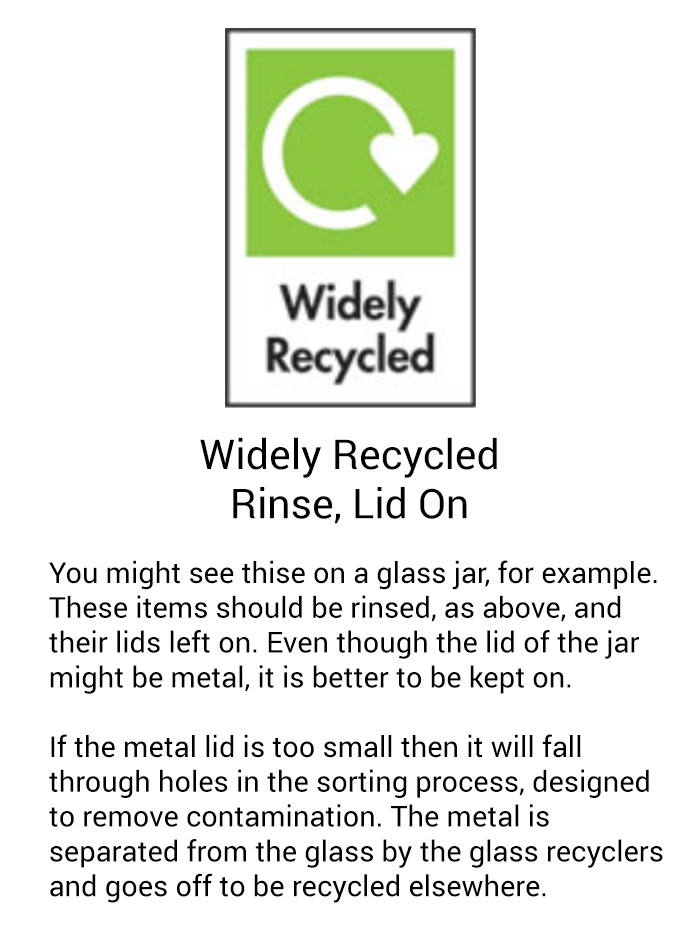 Widely
Recycled
Widely Recycled
Rinse, Lid On
You might see thise on a glass jar, for example.
These items should be rinsed, as above, and
their lids left on. Even though the lid of the jar
might be metal, it is better to be kept on.
If the metal lid is too small then it will fall
through holes in the sorting process, designed
to remove contamination. The metal is
separated from the glass by the glass recyclers
and goes off to be recycled elsewhere.